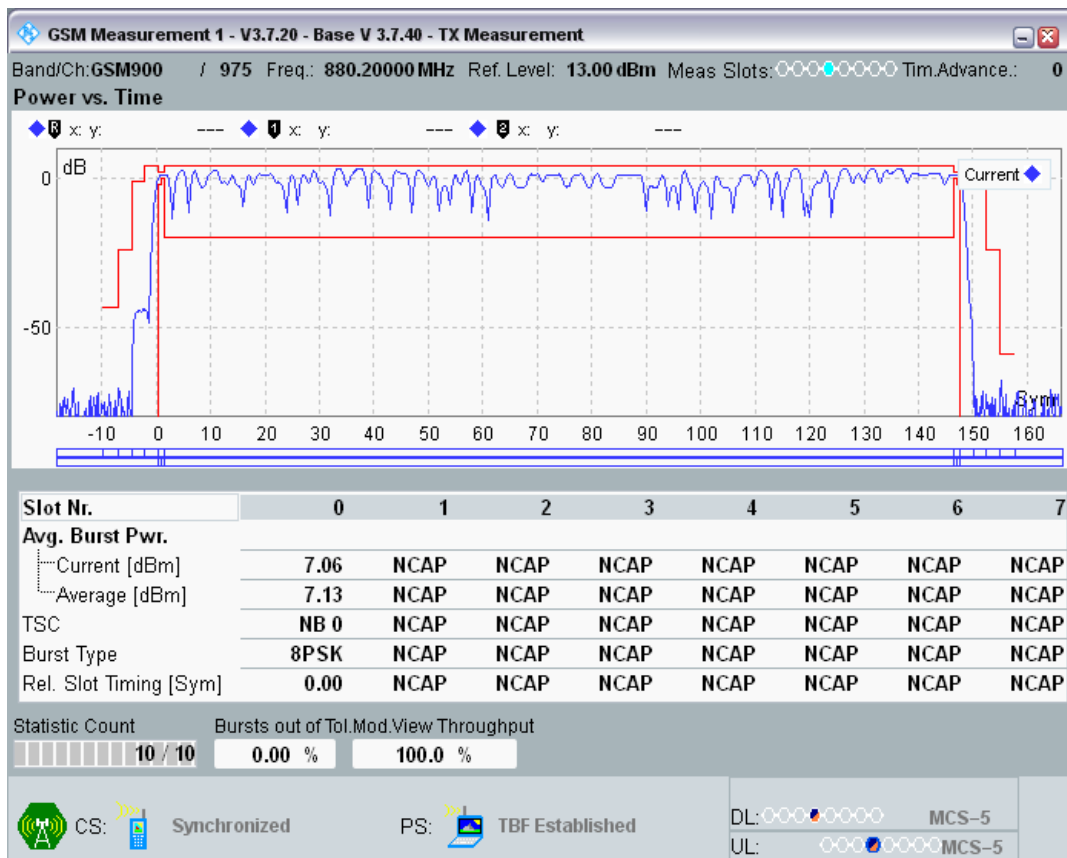 GSM Measurement 1 - V3.7.20 - Base V 3.7.40 - TX Measurement
Band/Ch:GSM900 / 975 Freq.: 880.20000 MHz Ref. Level: 13.00 dBm Meas Slots: Tim.Advance.: 0
Power vs. Time
R x: y: --- 1 x: y: --- 2 x: y: ---
dB
Current
0
-50
Sym
-10 0 10 20 30 40 50 60 70 80 90 100 110 120 130 140 150 160
Slot Nr. 0 1 2 3 4 5 6 7
Avg. Burst Pwr.
Current [dBm] 7.06 NCAP NCAP NCAP NCAP NCAP NCAP NCAP
Average [dBm] 7.13 NCAP NCAP NCAP NCAP NCAP NCAP NCAP
TSC NB 0 NCAP NCAP NCAP NCAP NCAP NCAP NCAP
Burst Type 8PSK NCAP NCAP NCAP NCAP NCAP NCAP NCAP
Rel. Slot Timing [Sym] 0.00 NCAP NCAP NCAP NCAP NCAP NCAP NCAP
Statistic Count Bursts out of Tol.Mod.View Throughput
10 / 10 0.00 % 100.0 %
CS: Synchronized PS: TBF Established
DL: MCS-5
UL: MCS-5